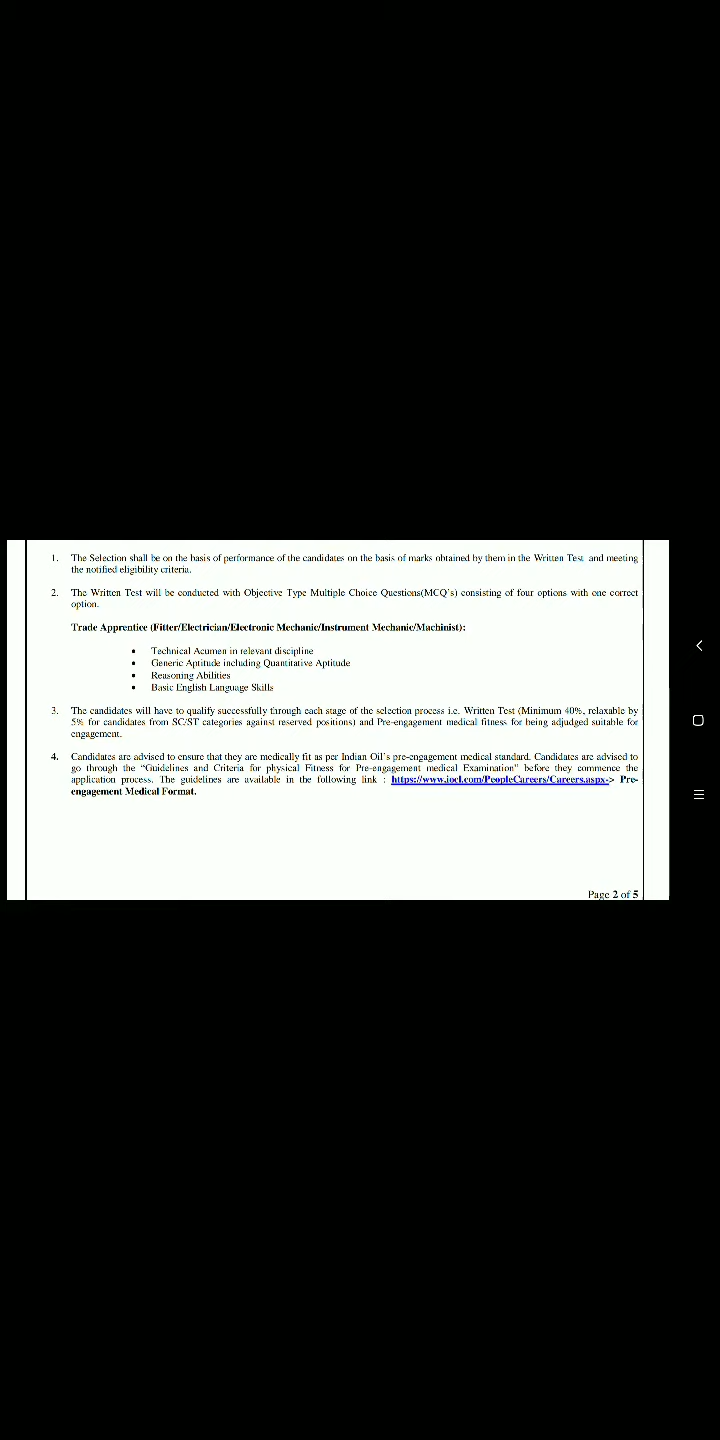 1. The Selection shall be on the basis of performance of the candidates on the basis of marks obtained by them in the Written Test and meeting
the notified eligibility criteria.
2. The Written Test will be conducted with Objective Type Multiple Choice Questions(MCQ's) consisting of four options with one correct
option.
Trade Apprentice (Fitter/Electrician/Electronic Mechanic/Instrument Mechanic/Machinist):
• Technical Acumen in relevant discipline
• Generic Aptitude including Quantitative Aptitude
• Reasoning Abilities
• Basic English Language Skills
3. The candidates will have to qualify successfully through each stage of the selection process i.e. Written Test (Minimum 40%, relaxable by
5% for candidates from SC/ST categories against reserved positions) and Pre-engagement medical fitness for being adjudged suitable for
engagement.
4. Candidates are advised to ensure that they are medically fit as per Indian Oil's pre-engagement medical standard. Candidates are advised to
go through the "Guidelines and Criteria for physical Fitness for Pre-engagement medical Examination" before they commence the
application process. The guidelines are available in the following link : https://www.iocl.com/PeopleCareers/Careers.aspx-> Pre-
engagement Medical Format.
Page 2 of 5